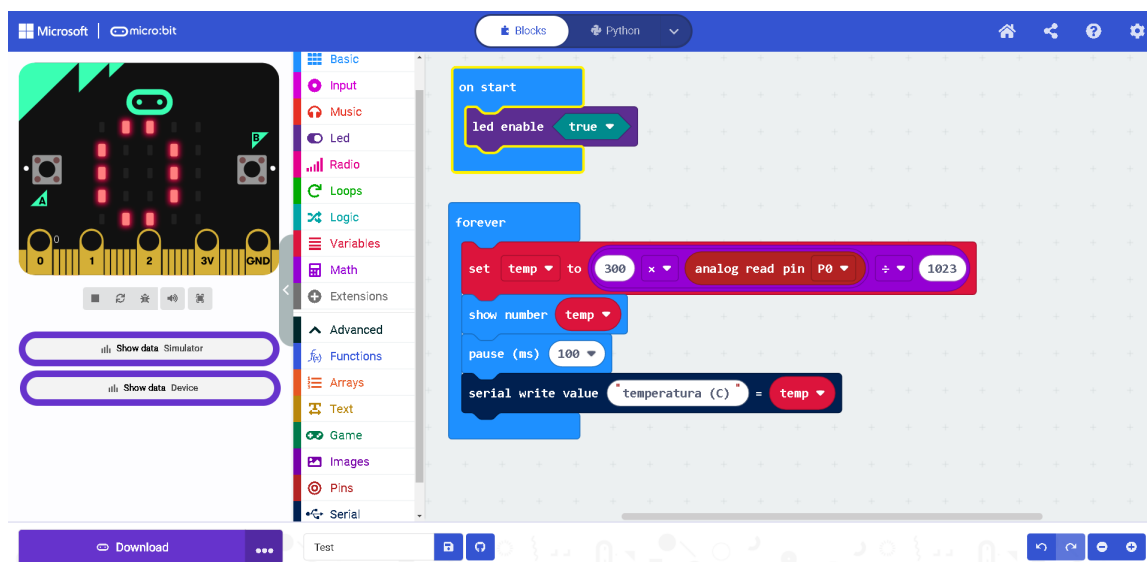 Microsoft | micro:bit
Blocks
Python
B
A
0
0 1 2 3V GND
Show data Simulator
Show data Device
Basic
Input
Music
Led
Radio
Loops
Logic
Variables
Math
Extensions
Advanced
Functions
Arrays
Text
Game
Images
Pins
Serial
on start
led enable true
forever
set temp to 300 × analog read pin P0 ÷ 1023
show number temp
pause (ms) 100
serial write value "temperatura (C)" = temp
Download
Test